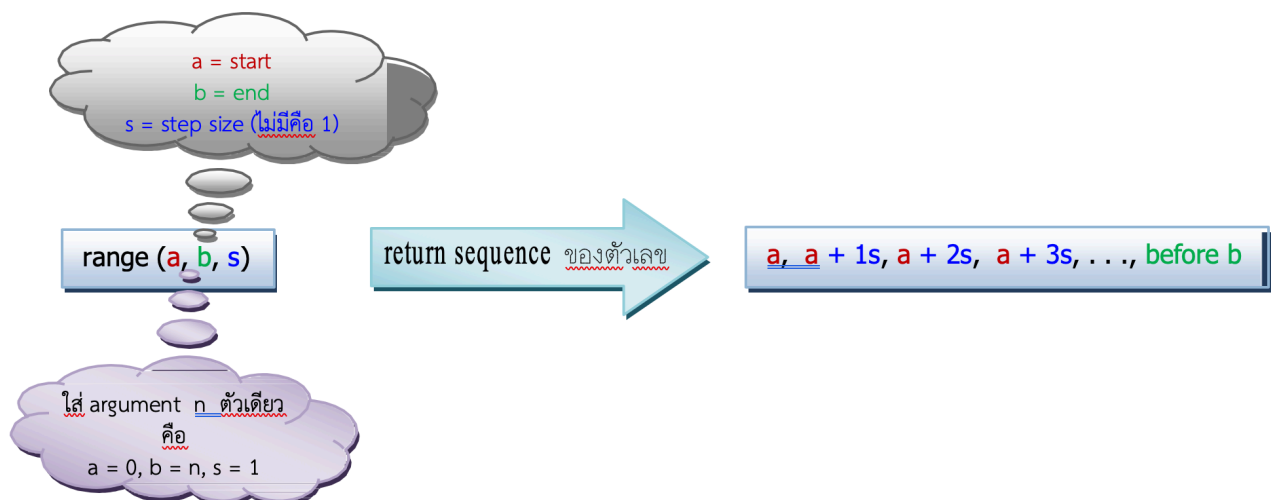 a = start
b = end
s = step size (ไม่มีคือ 1)
range (a, b, s)
return sequence ของตัวเลข
a, a + 1s, a + 2s, a + 3s, . . ., before b
ใส่ argument n ตัวเดียว
คือ
a = 0, b = n, s = 1